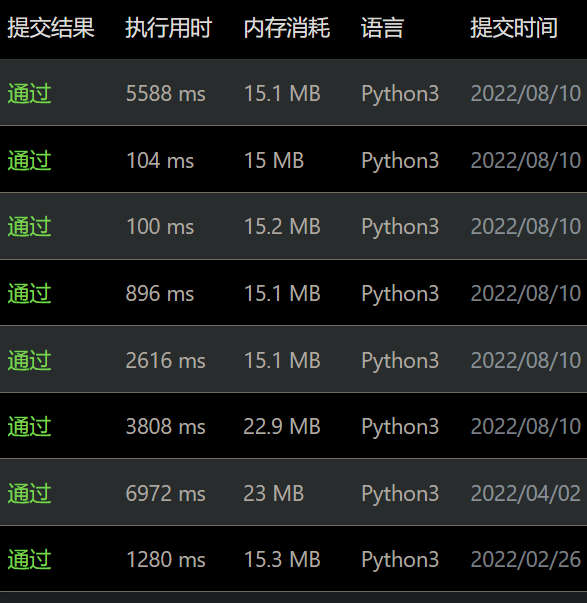 提交结果 执行用时 内存消耗 语言 提交时间
通过 5588 ms 15.1 MB Python3 2022/08/10
通过 104 ms 15 MB Python3 2022/08/10
通过 100 ms 15.2 MB Python3 2022/08/10
通过 896 ms 15.1 MB Python3 2022/08/10
通过 2616 ms 15.1 MB Python3 2022/08/10
通过 3808 ms 22.9 MB Python3 2022/08/10
通过 6972 ms 23 MB Python3 2022/04/02
通过 1280 ms 15.3 MB Python3 2022/02/26